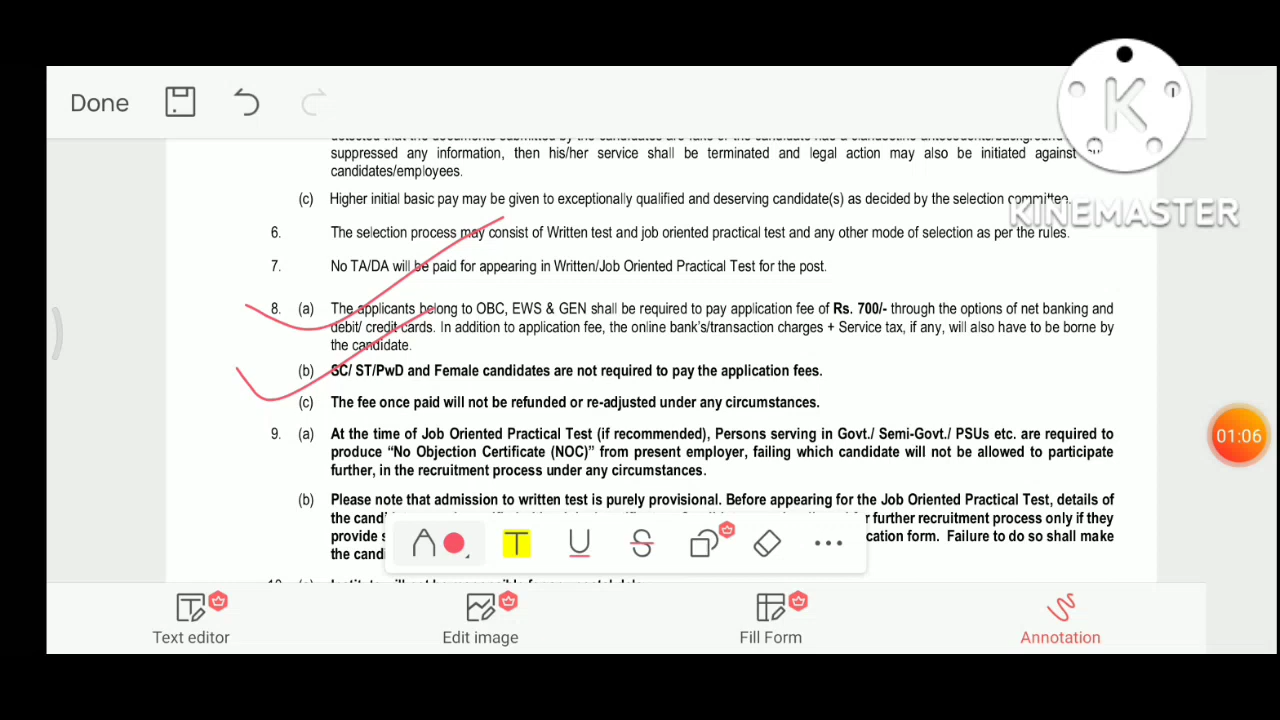 Done
suppressed any information, then his/her service shall be terminated and legal action may also be initiated against
candidates/employees.
(c) Higher initial basic pay may be given to exceptionally qualified and deserving candidate(s) as decided by the selection committee.
KINEMASTER
6. The selection process may consist of Written test and job oriented practical test and any other mode of selection as per the rules.
7. No TA/DA will be paid for appearing in Written/Job Oriented Practical Test for the post.
8. (a) The applicants belong to OBC, EWS & GEN shall be required to pay application fee of Rs. 700/- through the options of net banking and
debit/ credit cards. In addition to application fee, the online bank's/transaction charges + Service tax, if any, will also have to be borne by
the candidate.
(b) SC/ ST/PwD and Female candidates are not required to pay the application fees.
(c) The fee once paid will not be refunded or re-adjusted under any circumstances.
9. (a) At the time of Job Oriented Practical Test (if recommended), Persons serving in Govt./ Semi-Govt./ PSUs etc. are required to
produce “No Objection Certificate (NOC)” from present employer, failing which candidate will not be allowed to participate
further, in the recruitment process under any circumstances.
01:06
(b) Please note that admission to written test is purely provisional. Before appearing for the Job Oriented Practical Test, details of
the further recruitment process only if they
provide form. Failure to do so shall make
the
Text editor
Edit image
Fill Form
Annotation